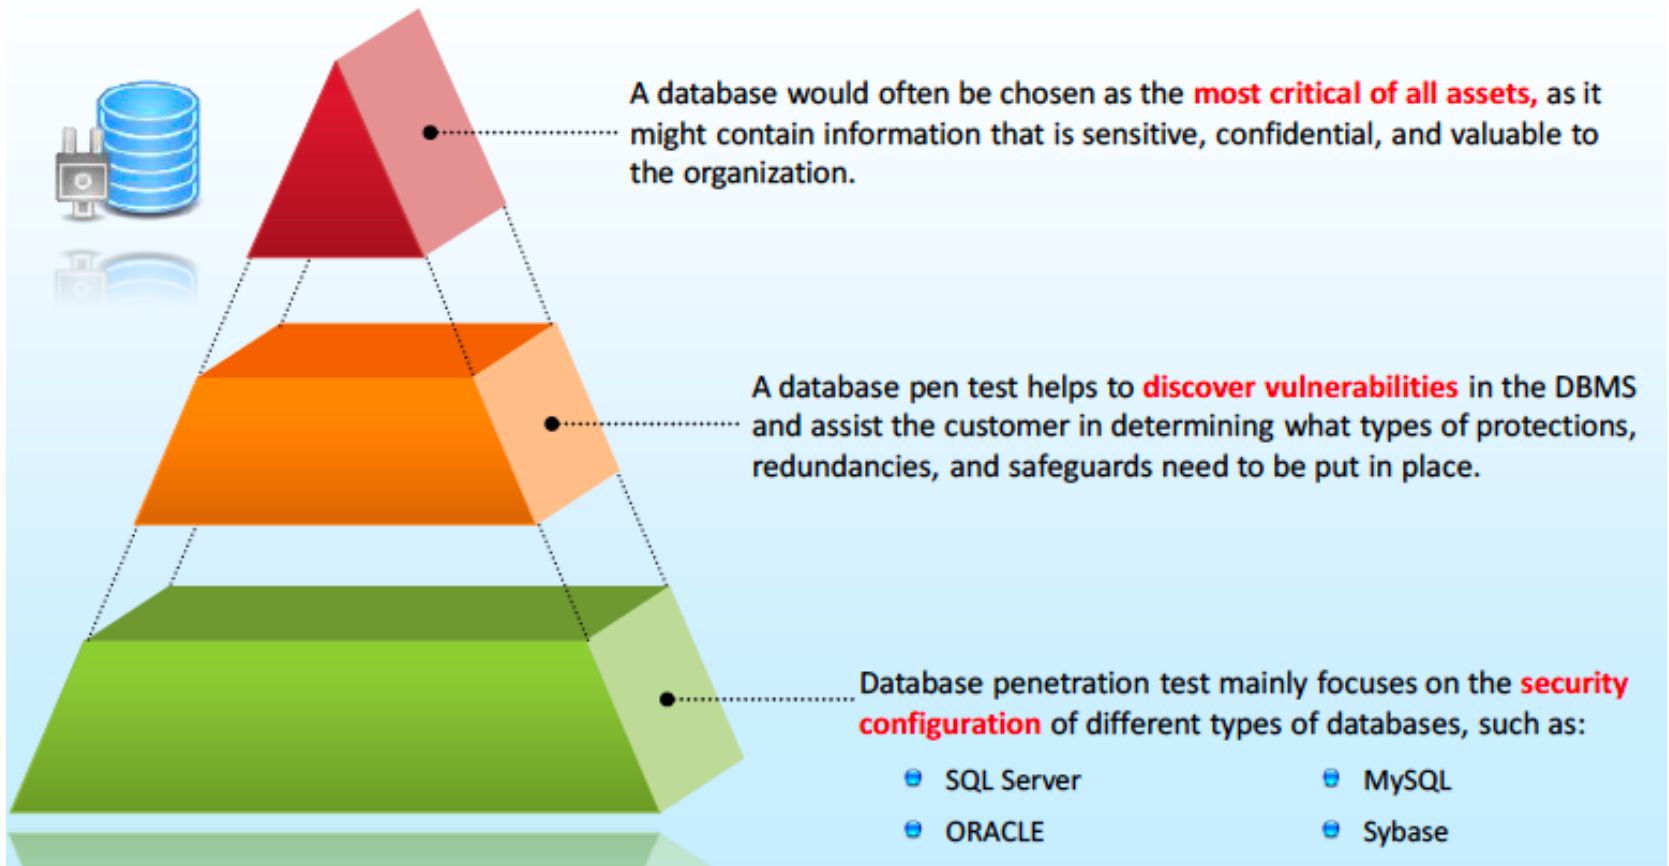 A database would often be chosen as the most critical of all assets, as it
might contain information that is sensitive, confidential, and valuable to
the organization.
A database pen test helps to discover vulnerabilities in the DBMS
and assist the customer in determining what types of protections,
redundancies, and safeguards need to be put in place.
Database penetration test mainly focuses on the security
configuration of different types of databases, such as:
SQL Server
MySQL
ORACLE
Sybase